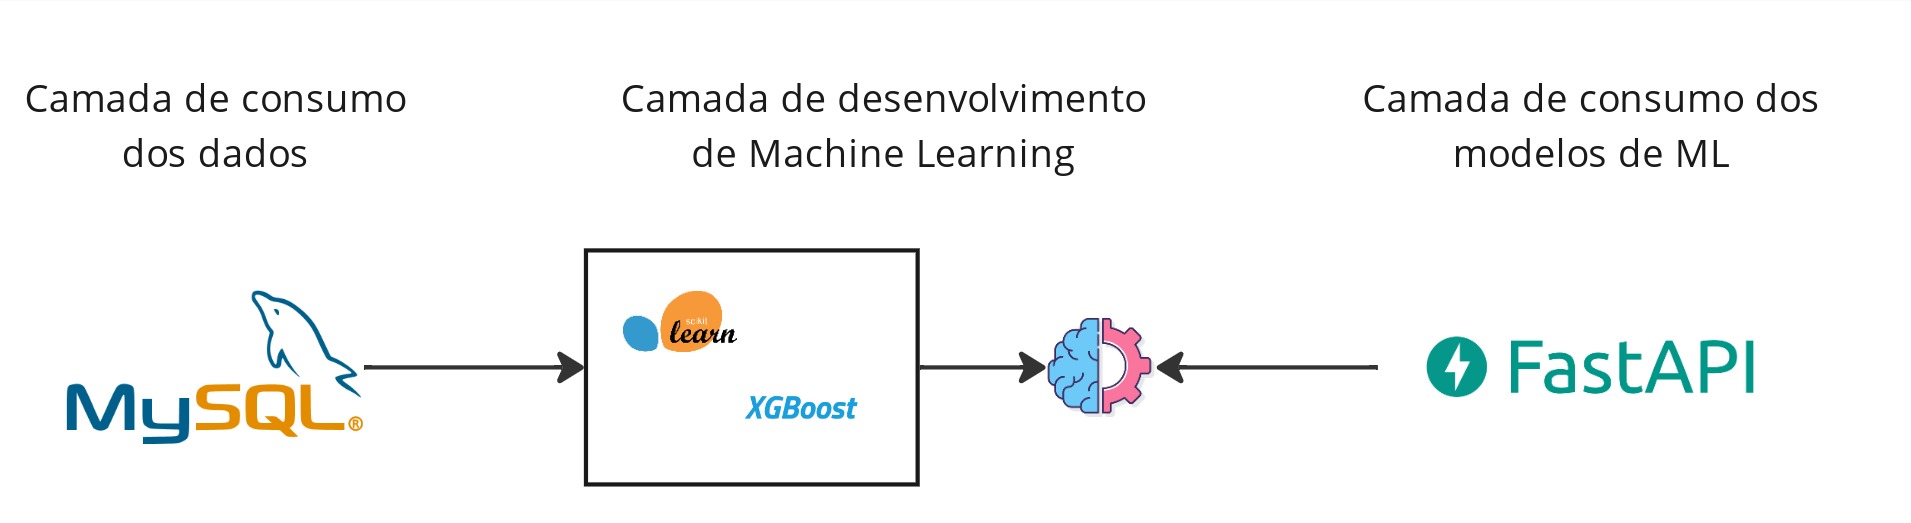 Camada de consumo
dos dados
Camada de desenvolvimento
de Machine Learning
Camada de consumo dos
modelos de ML
MySQL®
scikit
learn
XGBoost
FastAPI